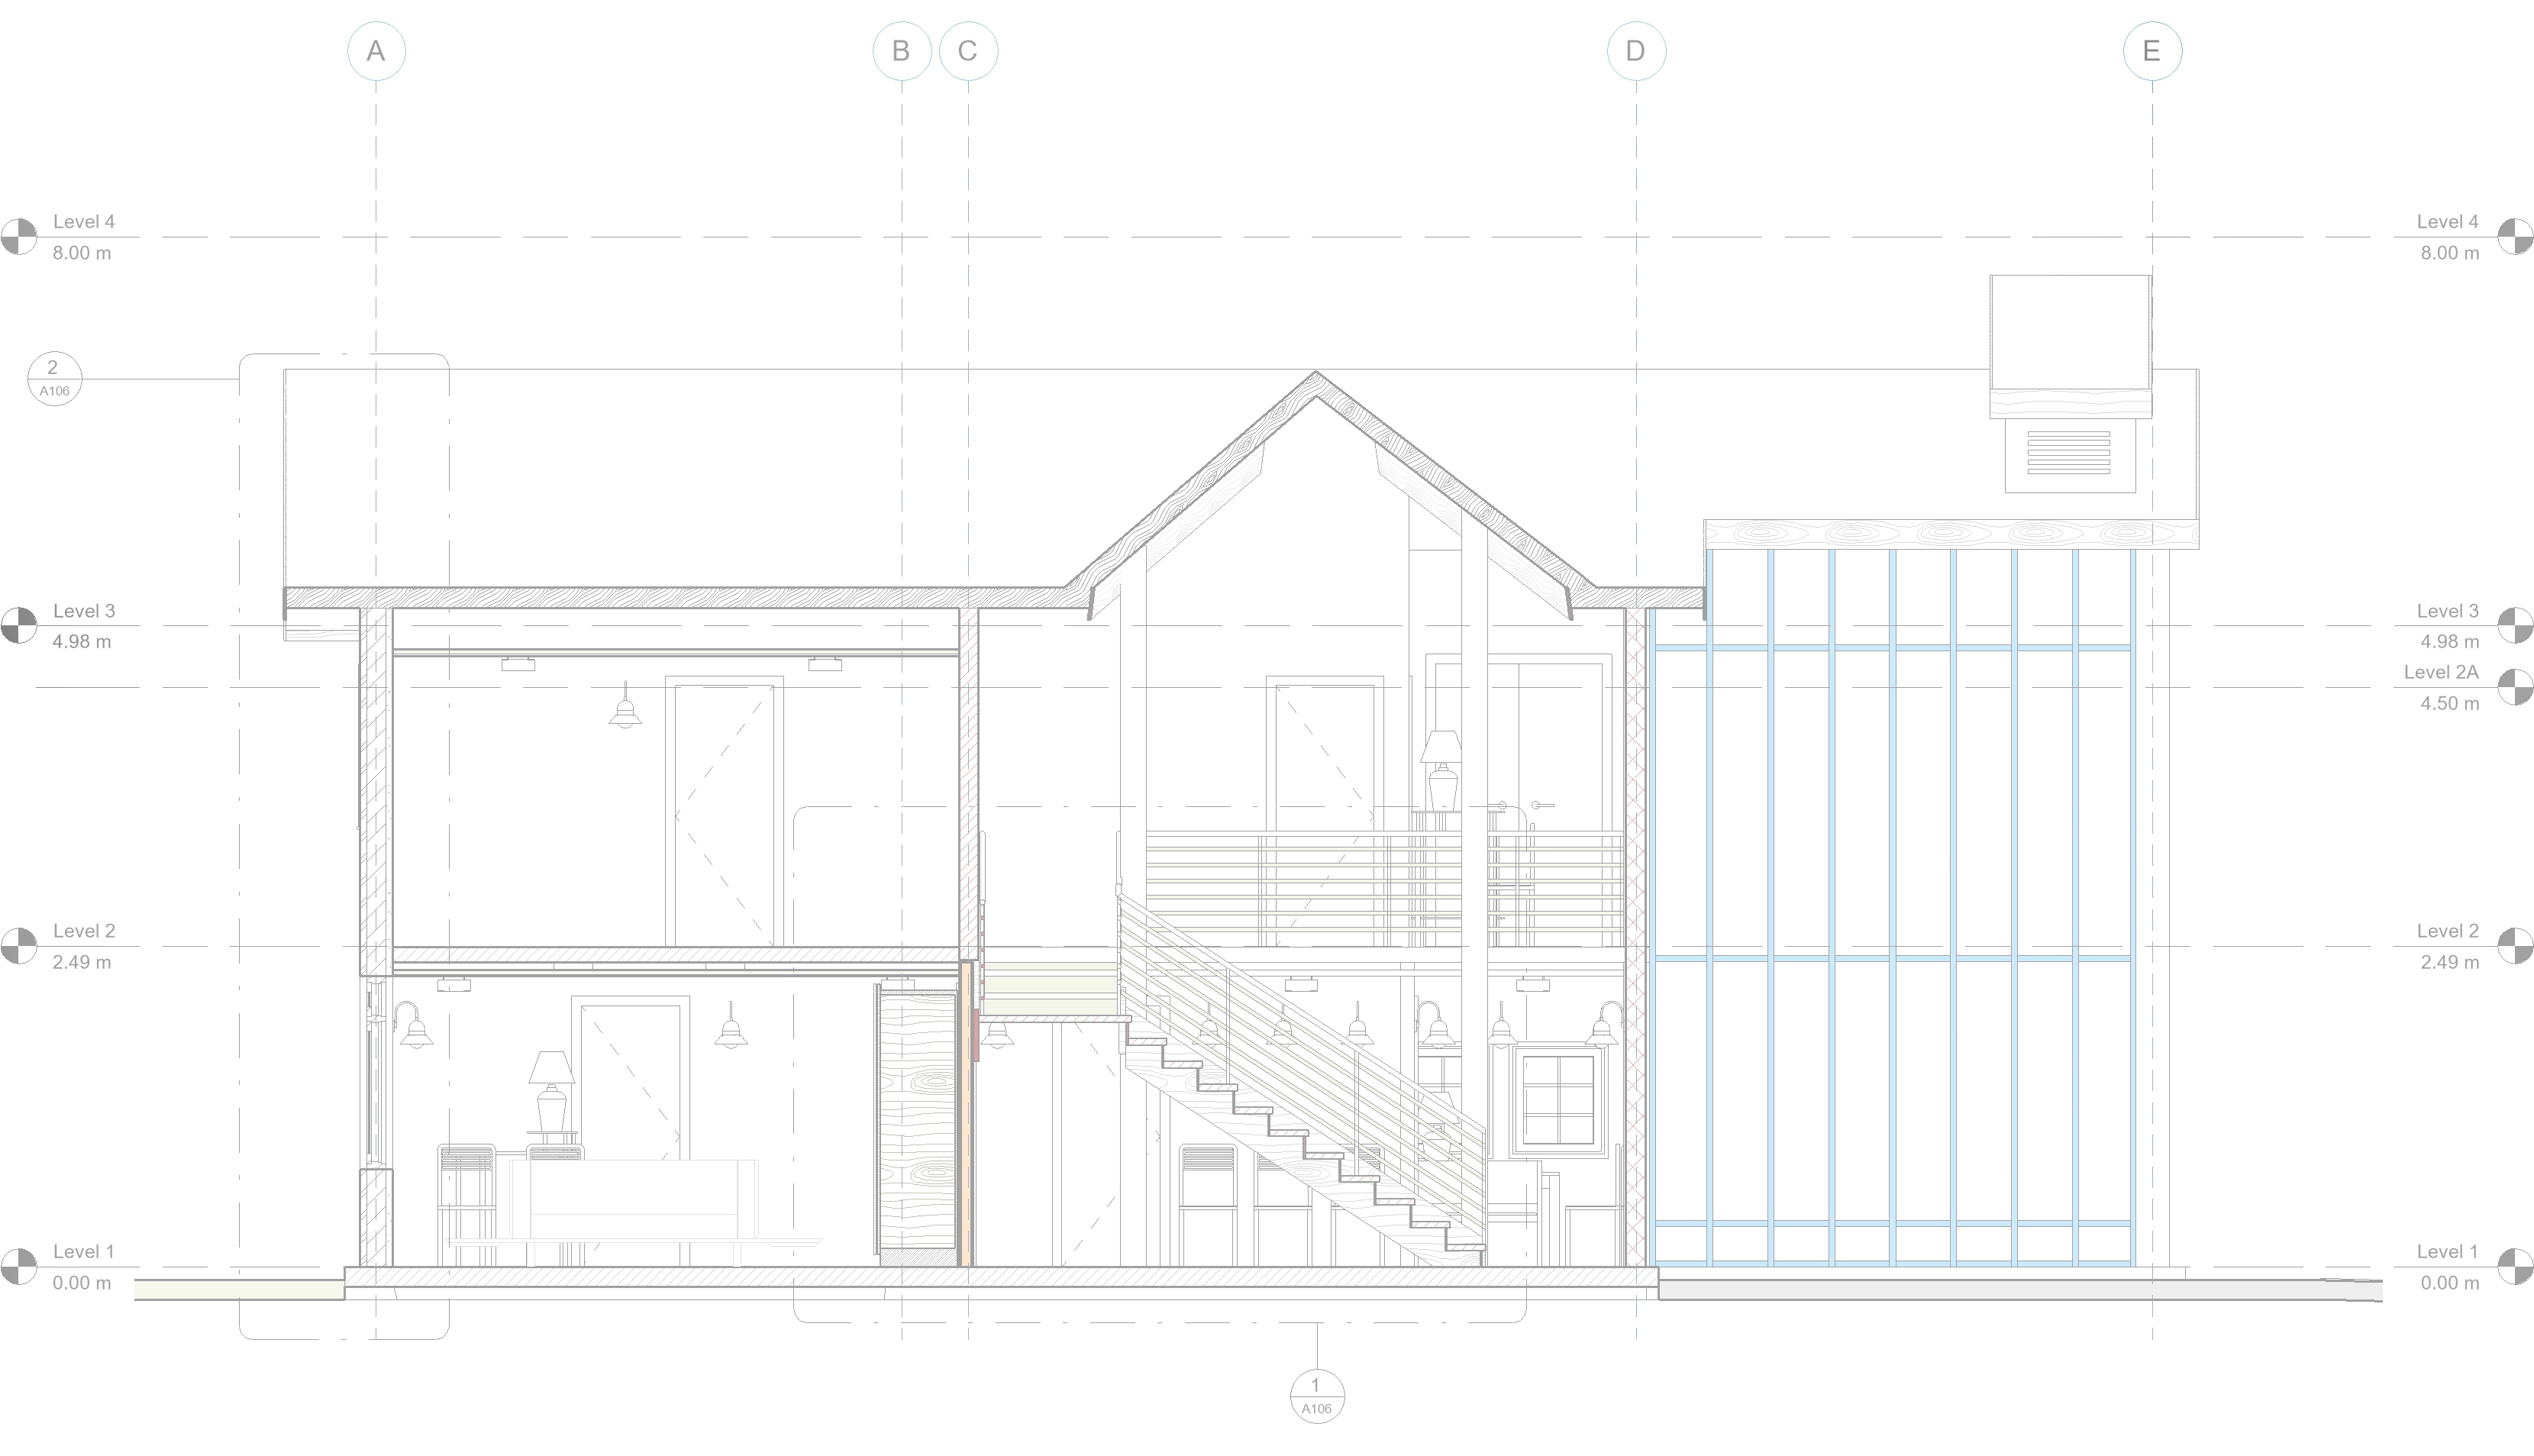 A
B
C
D
E
Level 4
8.00 m
Level 4
8.00 m
2
A106
Level 3
4.98 m
Level 3
4.98 m
Level 2A
4.50 m
Level 2
2.49 m
Level 2
2.49 m
Level 1
0.00 m
Level 1
0.00 m
1
A106